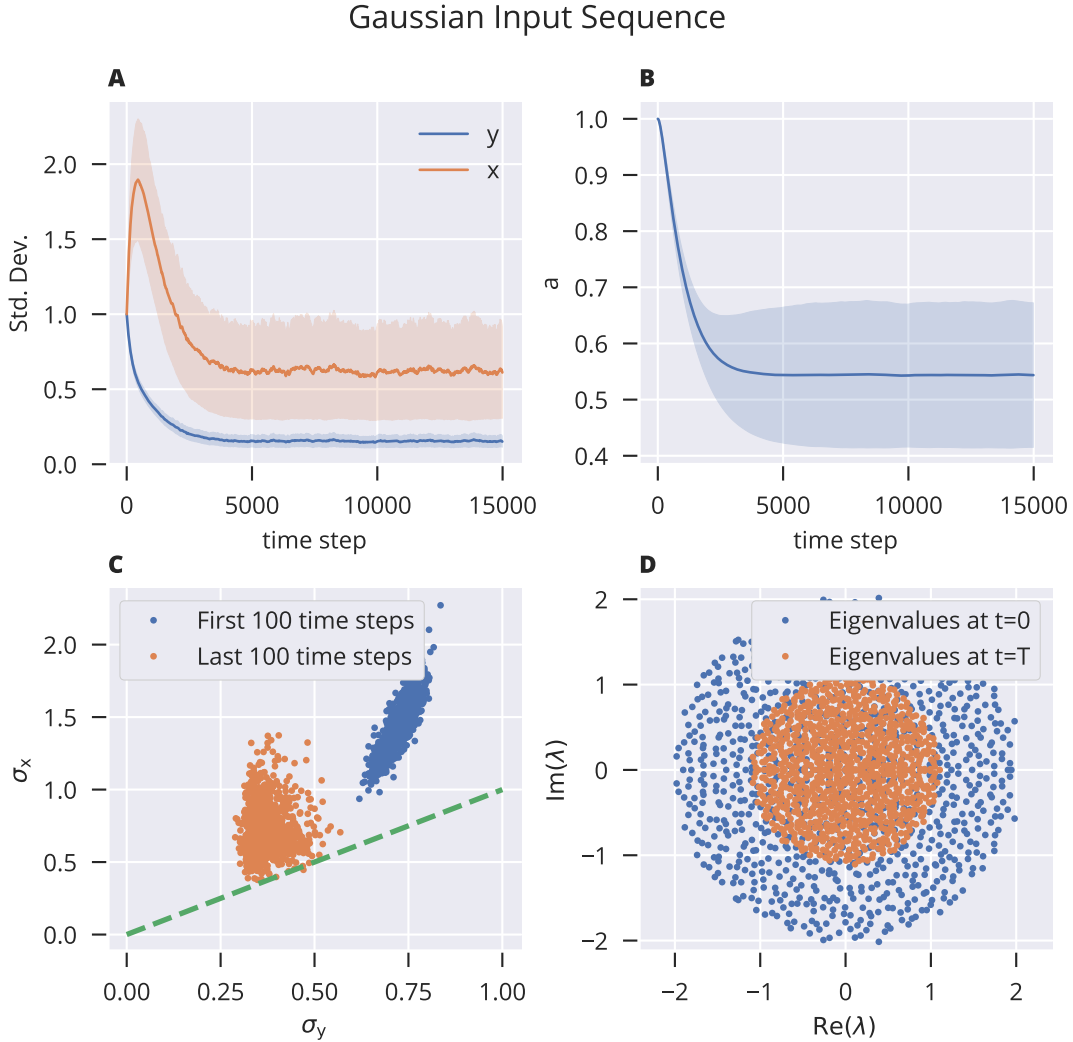 Gaussian Input Sequence
A
y
x
2.0
1.5
1.0
0.5
0.0
Std. Dev.
0 5000 10000 15000
time step
B
1.0
0.9
0.8
0.7
0.6
0.5
0.4
a
0 5000 10000 15000
time step
C
First 100 time steps
Last 100 time steps
2.0
1.5
1.0
0.5
0.0
σx
0.00 0.25 0.50 0.75 1.00
σy
D
Eigenvalues at t=0
Eigenvalues at t=T
2
1
0
−1
−2
Im(λ)
−2 −1 0 1 2
Re(λ)